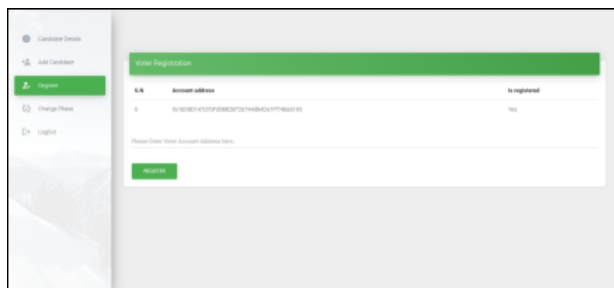 Candidate Details
Add Candidate
Register
Change Phase
LogOut
Voter Registration
S.N Account address Is registered
0 Yes
Please Enter Voter Account Address here..
REGISTER